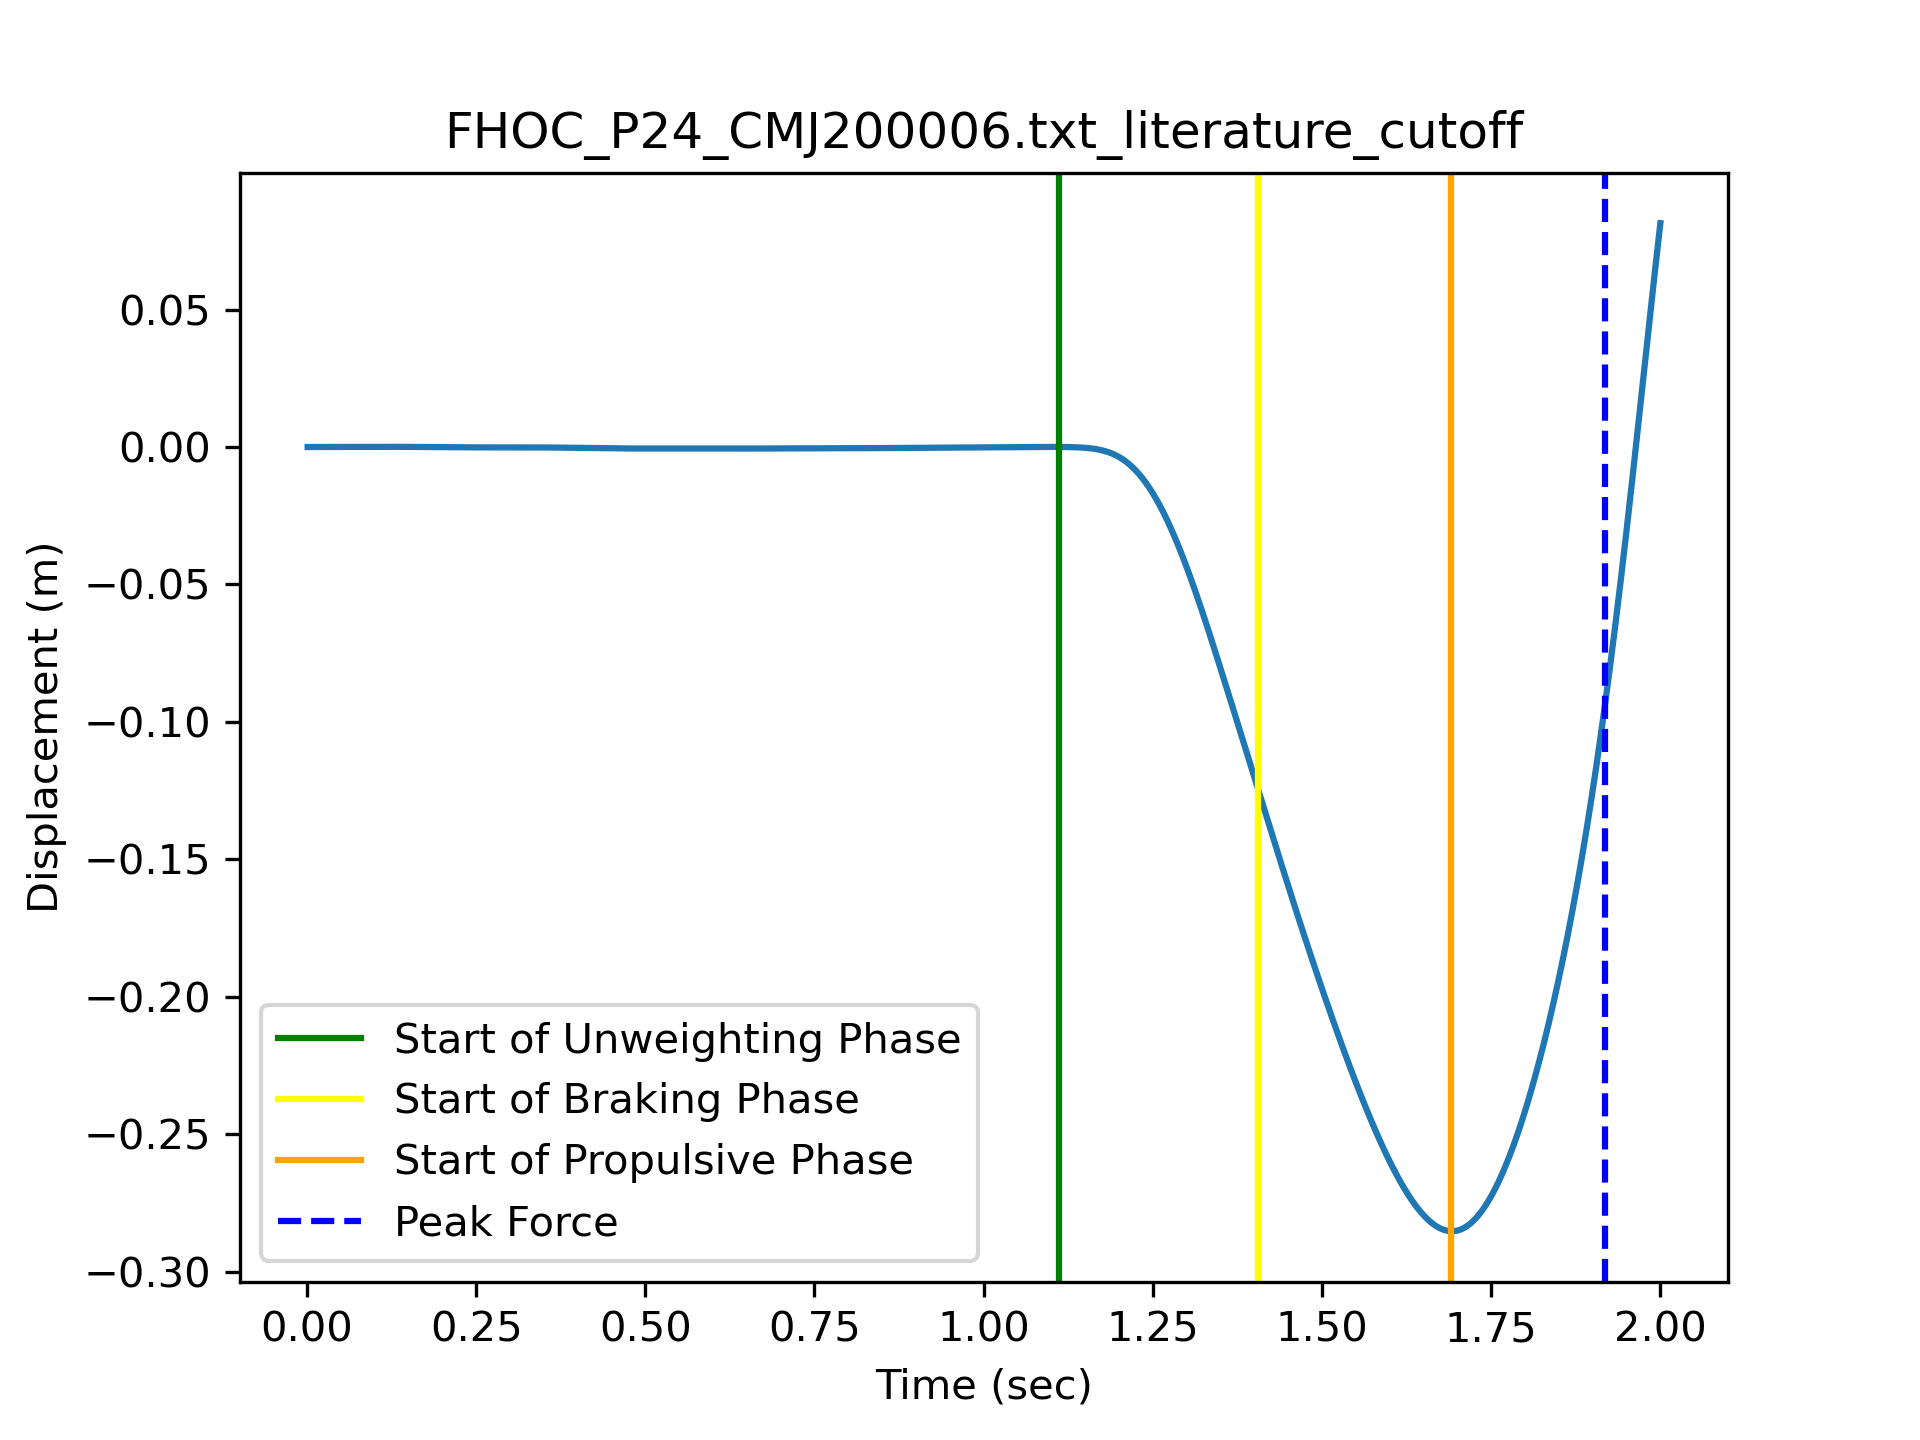 FHOC_P24_CMJ200006.txt_literature_cutoff
Displacement (m)
0.05
0.00
−0.05
−0.10
−0.15
−0.20
−0.25
−0.30
Start of Unweighting Phase
Start of Braking Phase
Start of Propulsive Phase
Peak Force
0.00 0.25 0.50 0.75 1.00 1.25 1.50 1.75 2.00
Time (sec)